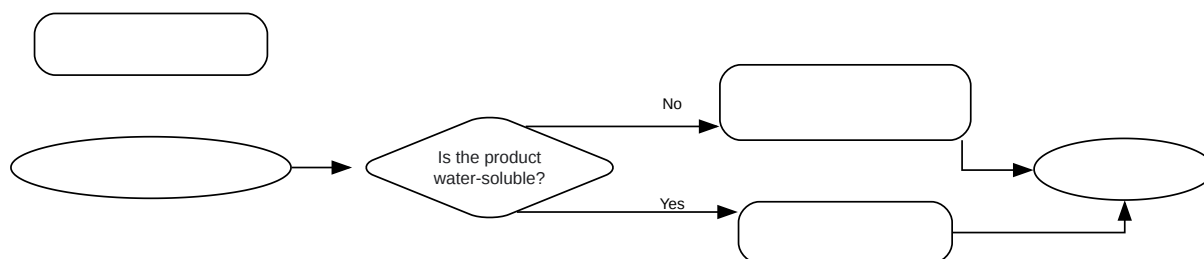 No
Is the product
water-soluble?
Yes